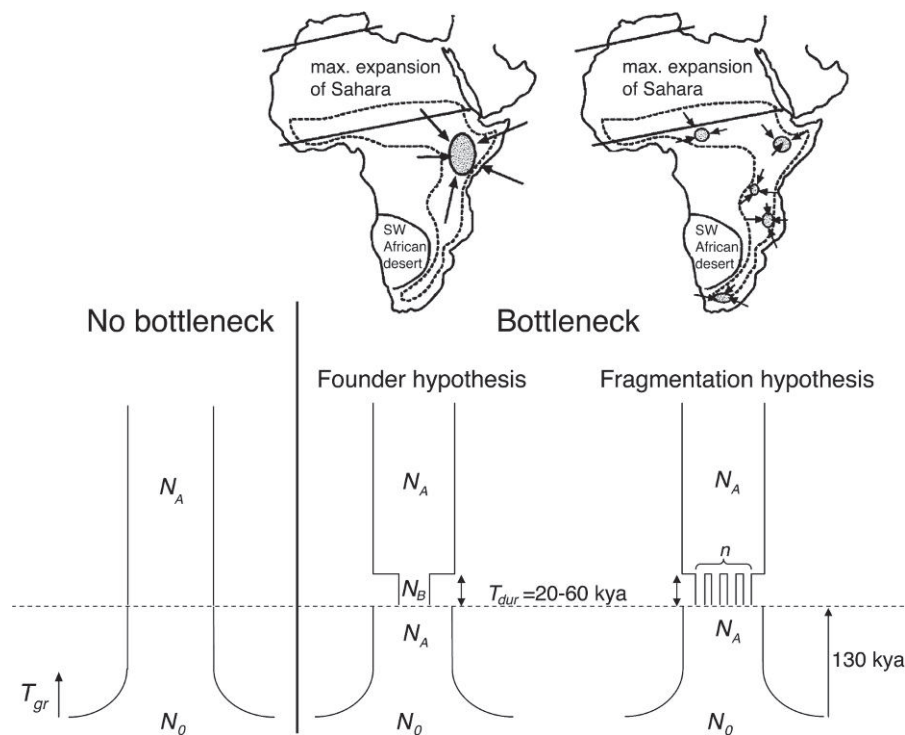 max. expansion
of Sahara
SW
African
desert
max. expansion
of Sahara
SW
African
desert
No bottleneck
Bottleneck
Founder hypothesis
Fragmentation hypothesis
N_A
N_A
N_A
n
N_B
T_dur =20-60 kya
N_A
N_A
130 kya
T_gr
N_0
N_0
N_0